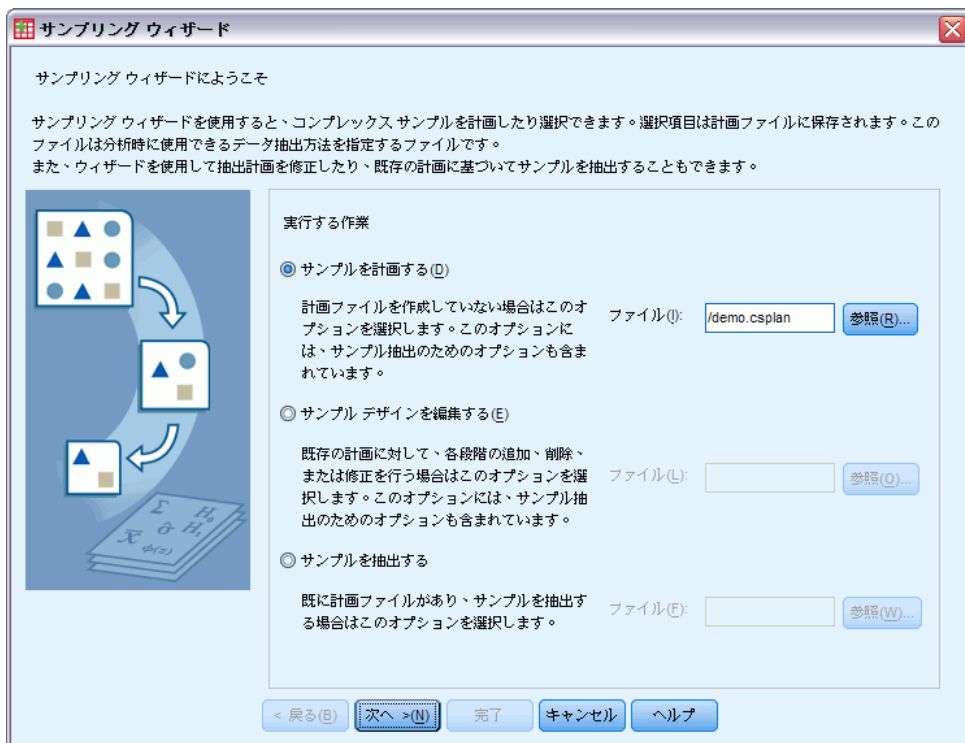 サンプリング ウィザード
サンプリング ウィザードにようこそ
サンプリング ウィザードを使用すると、コンプレックス サンプルを計画したり選択できます。選択項目は計画ファイルに保存されます。この
ファイルは分析時に使用できるデータ抽出方法を指定するファイルです。
また、ウィザードを使用して抽出計画を修正したり、既存の計画に基づいてサンプルを抽出することもできます。
実行する作業
サンプルを計画する(D)
計画ファイルを作成していない場合はこのオ
プションを選択します。このオプションに
は、サンプル抽出のためのオプションも含ま
れています。
ファイル(I):
/demo.csplan
参照(R)...
サンプル デザインを編集する(E)
既存の計画に対して、各段階の追加、削除、
または修正を行う場合はこのオプションを選
択します。このオプションには、サンプル抽
出のためのオプションも含まれています。
ファイル(L):
参照(O)...
サンプルを抽出する
既に計画ファイルがあり、サンプルを抽出す
る場合はこのオプションを選択します。
ファイル(F):
参照(W)...
Σ H₀
x̄ σ̂ H₁
ϕ(z)
< 戻る(B)
次へ >(N)
完了
キャンセル
ヘルプ